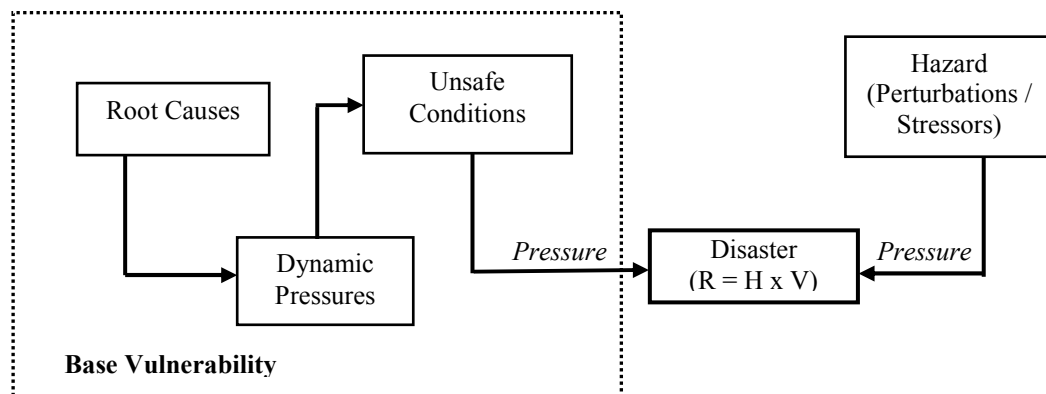 Root Causes
Unsafe
Conditions
Hazard
(Perturbations /
Stressors)
Dynamic
Pressures
Pressure
Disaster
(R = H x V)
Pressure
Base Vulnerability